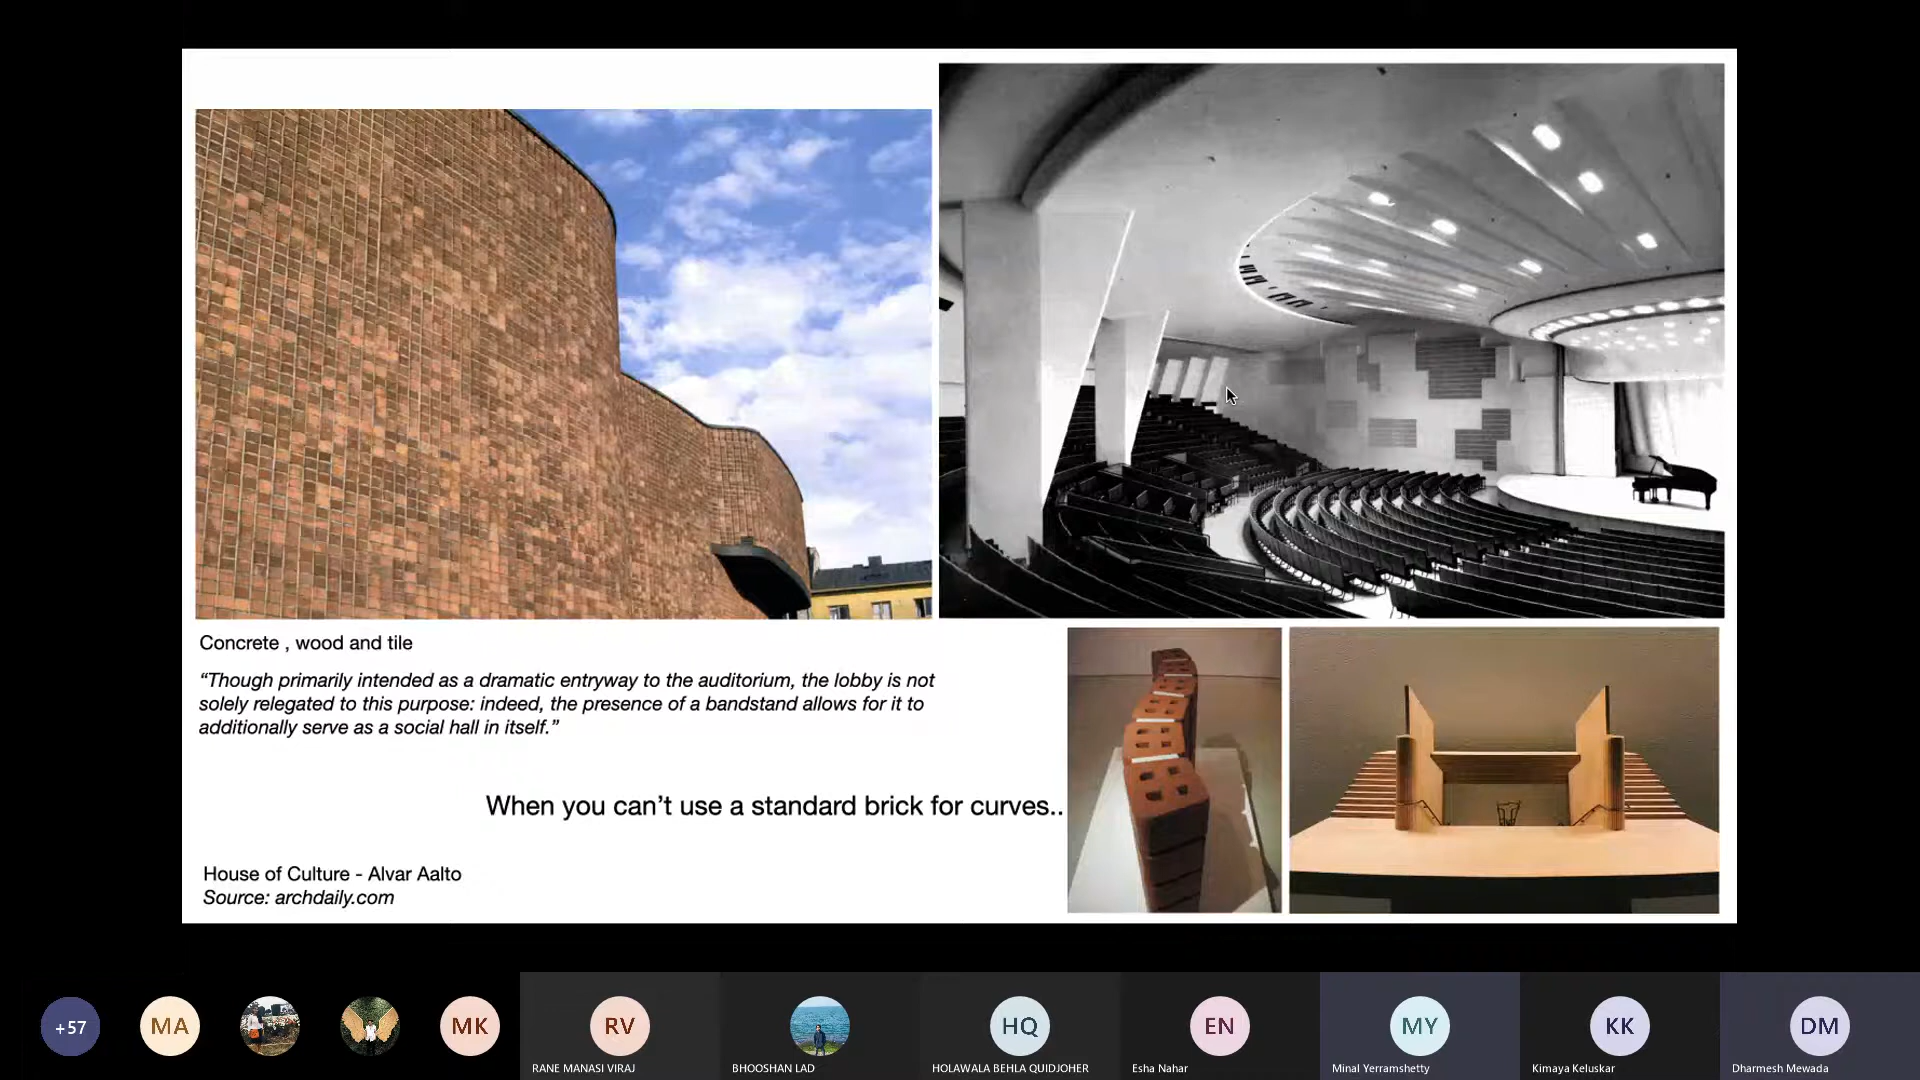 Concrete , wood and tile
“Though primarily intended as a dramatic entryway to the auditorium, the lobby is not
solely relegated to this purpose: indeed, the presence of a bandstand allows for it to
additionally serve as a social hall in itself.”
When you can’t use a standard brick for curves..
House of Culture - Alvar Aalto
Source: archdaily.com
+57
MA
MK
RV
HQ
EN
MY
KK
DM
RANE MANASI VIRAJ
BHOOSHAN LAD
HOLAWALA BEHLA QUIDJOHER
Esha Nahar
Minal Yerramshetty
Kimaya Keluskar
Dharmesh Mewada